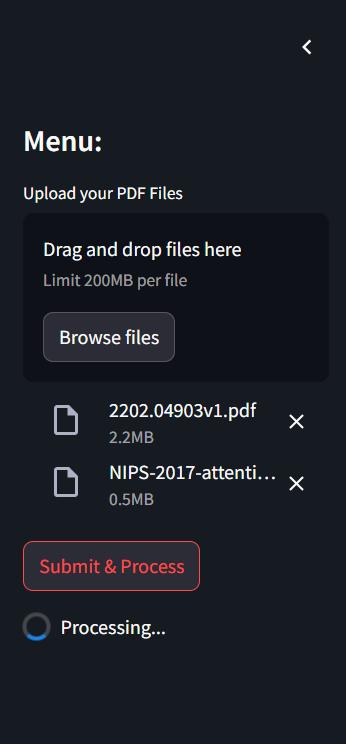 Menu:
Upload your PDF Files
Drag and drop files here
Limit 200MB per file
Browse files
2202.04903v1.pdf
2.2MB
NIPS-2017-attenti...
0.5MB
Submit & Process
Processing...